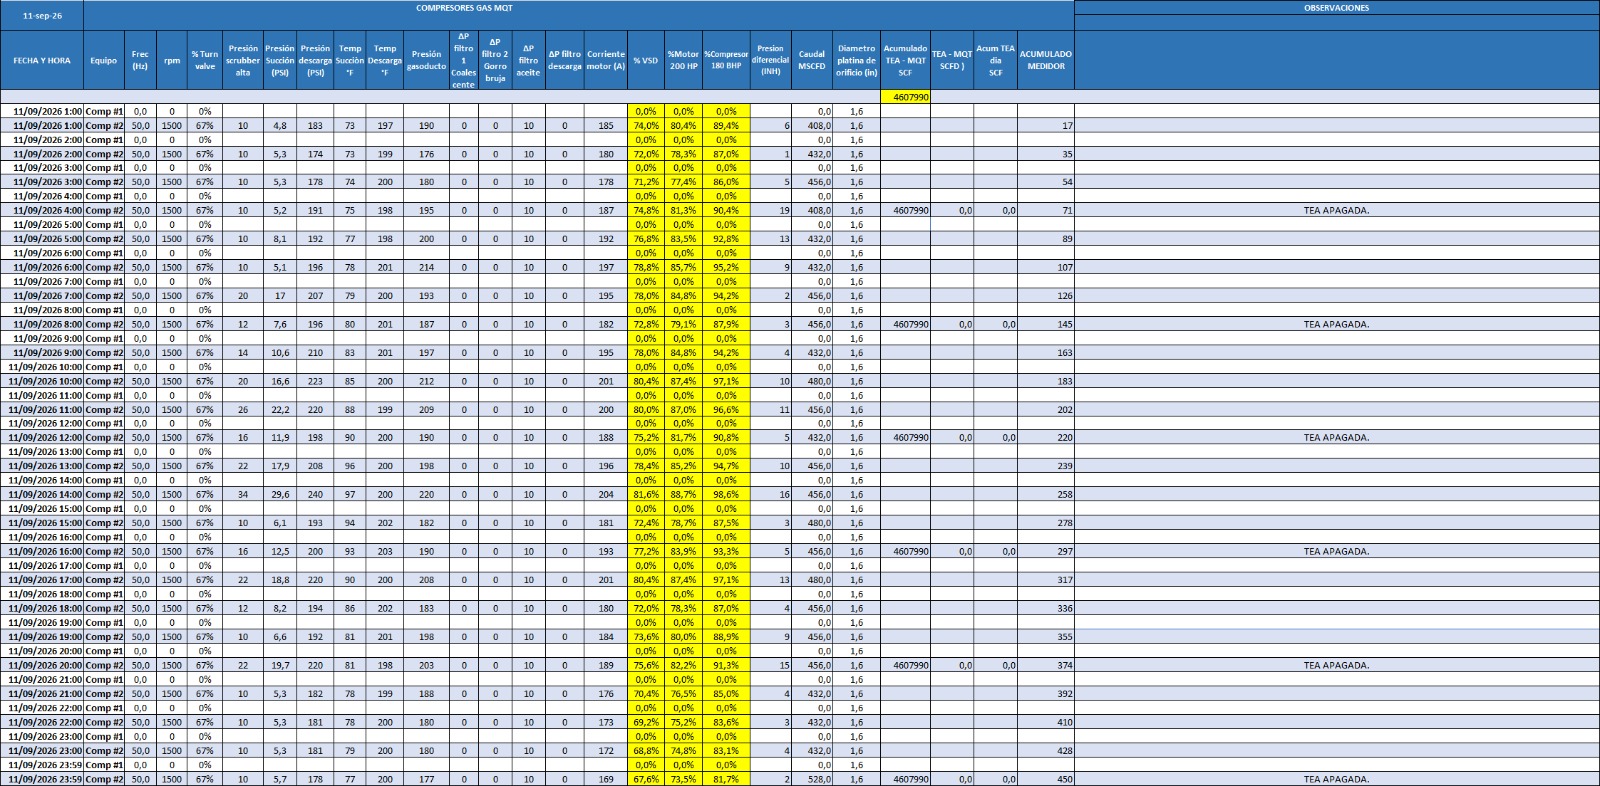 COMPRESORES GAS MQT OBSERVACIONES
11-sep-26
FECHA Y HORA Equipo Frec (Hz) rpm % Turn valve Presión scrubber alta Presión Succión (PSI) Presión descarga (PSI) Temp Succiòn °F Temp Descarga °F Presión gasoducto ΔP filtro 1 Coales cente ΔP filtro 2 Gorro bruja ΔP filtro aceite ΔP filtro descarga Corriente motor (A) % VSD %Motor 200 HP %Compresor 180 BHP Presion diferencial (INH) Caudal MSCFD Diametro platina de orificio (in) Acumulado TEA - MQT SCF TEA - MQT SCFD ) Acum TEA dia SCF ACUMULADO MEDIDOR
4607990
11/09/2026 1:00 Comp #1 0,0 0 0% 0,0% 0,0% 0,0% 0,0 1,6
11/09/2026 1:00 Comp #2 50,0 1500 67% 10 4,8 183 73 197 190 0 0 10 0 185 74,0% 80,4% 89,4% 6 408,0 1,6 17
11/09/2026 2:00 Comp #1 0,0 0 0% 0,0% 0,0% 0,0% 0,0 1,6
11/09/2026 2:00 Comp #2 50,0 1500 67% 10 5,3 174 73 199 176 0 0 10 0 180 72,0% 78,3% 87,0% 1 432,0 1,6 35
11/09/2026 3:00 Comp #1 0,0 0 0% 0,0% 0,0% 0,0% 0,0 1,6
11/09/2026 3:00 Comp #2 50,0 1500 67% 10 5,3 178 74 200 180 0 0 10 0 178 71,2% 77,4% 86,0% 5 456,0 1,6 54
11/09/2026 4:00 Comp #1 0,0 0 0% 0,0% 0,0% 0,0% 0,0 1,6
11/09/2026 4:00 Comp #2 50,0 1500 67% 10 5,2 191 75 198 195 0 0 10 0 187 74,8% 81,3% 90,4% 19 408,0 1,6 4607990 0,0 0,0 71 TEA APAGADA.
11/09/2026 5:00 Comp #1 0,0 0 0% 0,0% 0,0% 0,0% 0,0 1,6
11/09/2026 5:00 Comp #2 50,0 1500 67% 10 8,1 192 77 198 200 0 0 10 0 192 76,8% 83,5% 92,8% 13 432,0 1,6 89
11/09/2026 6:00 Comp #1 0,0 0 0% 0,0% 0,0% 0,0% 0,0 1,6
11/09/2026 6:00 Comp #2 50,0 1500 67% 10 5,1 196 78 201 214 0 0 10 0 197 78,8% 85,7% 95,2% 9 432,0 1,6 107
11/09/2026 7:00 Comp #1 0,0 0 0% 0,0% 0,0% 0,0% 0,0 1,6
11/09/2026 7:00 Comp #2 50,0 1500 67% 20 17 207 79 200 193 0 0 10 0 195 78,0% 84,8% 94,2% 2 456,0 1,6 126
11/09/2026 8:00 Comp #1 0,0 0 0% 0,0% 0,0% 0,0% 0,0 1,6
11/09/2026 8:00 Comp #2 50,0 1500 67% 12 7,6 196 80 201 187 0 0 10 0 182 72,8% 79,1% 87,9% 3 456,0 1,6 4607990 0,0 0,0 145 TEA APAGADA.
11/09/2026 9:00 Comp #1 0,0 0 0% 0,0% 0,0% 0,0% 0,0 1,6
11/09/2026 9:00 Comp #2 50,0 1500 67% 14 10,6 210 83 201 197 0 0 10 0 195 78,0% 84,8% 94,2% 4 432,0 1,6 163
11/09/2026 10:00 Comp #1 0,0 0 0% 0,0% 0,0% 0,0% 0,0 1,6
11/09/2026 10:00 Comp #2 50,0 1500 67% 20 16,6 223 85 200 212 0 0 10 0 201 80,4% 87,4% 97,1% 10 480,0 1,6 183
11/09/2026 11:00 Comp #1 0,0 0 0% 0,0% 0,0% 0,0% 0,0 1,6
11/09/2026 11:00 Comp #2 50,0 1500 67% 26 22,2 220 88 199 209 0 0 10 0 200 80,0% 87,0% 96,6% 11 456,0 1,6 202
11/09/2026 12:00 Comp #1 0,0 0 0% 0,0% 0,0% 0,0% 0,0 1,6
11/09/2026 12:00 Comp #2 50,0 1500 67% 16 11,9 198 90 200 190 0 0 10 0 188 75,2% 81,7% 90,8% 5 432,0 1,6 4607990 0,0 0,0 220 TEA APAGADA.
11/09/2026 13:00 Comp #1 0,0 0 0% 0,0% 0,0% 0,0% 0,0 1,6
11/09/2026 13:00 Comp #2 50,0 1500 67% 22 17,9 208 96 200 198 0 0 10 0 196 78,4% 85,2% 94,7% 10 456,0 1,6 239
11/09/2026 14:00 Comp #1 0,0 0 0% 0,0% 0,0% 0,0% 0,0 1,6
11/09/2026 14:00 Comp #2 50,0 1500 67% 34 29,6 240 97 200 220 0 0 10 0 204 81,6% 88,7% 98,6% 16 456,0 1,6 258
11/09/2026 15:00 Comp #1 0,0 0 0% 0,0% 0,0% 0,0% 0,0 1,6
11/09/2026 15:00 Comp #2 50,0 1500 67% 10 6,1 193 94 202 182 0 0 10 0 181 72,4% 78,7% 87,5% 3 480,0 1,6 278
11/09/2026 16:00 Comp #1 0,0 0 0% 0,0% 0,0% 0,0% 0,0 1,6
11/09/2026 16:00 Comp #2 50,0 1500 67% 16 12,5 200 93 203 190 0 0 10 0 193 77,2% 83,9% 93,3% 5 456,0 1,6 4607990 0,0 0,0 297 TEA APAGADA.
11/09/2026 17:00 Comp #1 0,0 0 0% 0,0% 0,0% 0,0% 0,0 1,6
11/09/2026 17:00 Comp #2 50,0 1500 67% 22 18,8 220 90 200 208 0 0 10 0 201 80,4% 87,4% 97,1% 13 480,0 1,6 317
11/09/2026 18:00 Comp #1 0,0 0 0% 0,0% 0,0% 0,0% 0,0 1,6
11/09/2026 18:00 Comp #2 50,0 1500 67% 12 8,2 194 86 202 183 0 0 10 0 180 72,0% 78,3% 87,0% 4 456,0 1,6 336
11/09/2026 19:00 Comp #1 0,0 0 0% 0,0% 0,0% 0,0% 0,0 1,6
11/09/2026 19:00 Comp #2 50,0 1500 67% 10 6,6 192 81 201 198 0 0 10 0 184 73,6% 80,0% 88,9% 9 456,0 1,6 355
11/09/2026 20:00 Comp #1 0,0 0 0% 0,0% 0,0% 0,0% 0,0 1,6
11/09/2026 20:00 Comp #2 50,0 1500 67% 22 19,7 220 81 198 203 0 0 10 0 189 75,6% 82,2% 91,3% 15 456,0 1,6 4607990 0,0 0,0 374 TEA APAGADA.
11/09/2026 21:00 Comp #1 0,0 0 0% 0,0% 0,0% 0,0% 0,0 1,6
11/09/2026 21:00 Comp #2 50,0 1500 67% 10 5,3 182 78 199 188 0 0 10 0 176 70,4% 76,5% 85,0% 4 432,0 1,6 392
11/09/2026 22:00 Comp #1 0,0 0 0% 0,0% 0,0% 0,0% 0,0 1,6
11/09/2026 22:00 Comp #2 50,0 1500 67% 10 5,3 181 78 200 180 0 0 10 0 173 69,2% 75,2% 83,6% 3 432,0 1,6 410
11/09/2026 23:00 Comp #1 0,0 0 0% 0,0% 0,0% 0,0% 0,0 1,6
11/09/2026 23:00 Comp #2 50,0 1500 67% 10 5,3 181 79 200 180 0 0 10 0 172 68,8% 74,8% 83,1% 4 432,0 1,6 428
11/09/2026 23:59 Comp #1 0,0 0 0% 0,0% 0,0% 0,0% 0,0 1,6
11/09/2026 23:59 Comp #2 50,0 1500 67% 10 5,7 178 77 200 177 0 0 10 0 169 67,6% 73,5% 81,7% 2 528,0 1,6 4607990 0,0 0,0 450 TEA APAGADA.